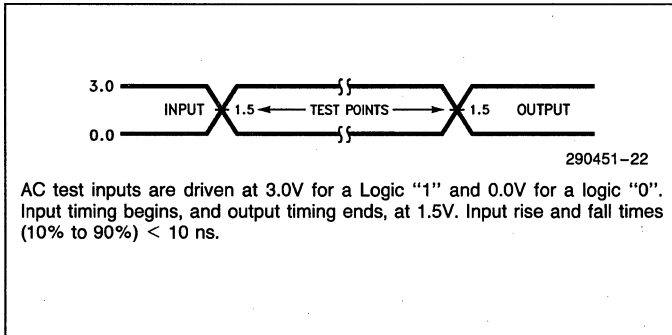 3.0
INPUT 1.5 TEST POINTS 1.5 OUTPUT
0.0
290451–22
AC test inputs are driven at 3.0V for a Logic “1” and 0.0V for a logic “0”.
Input timing begins, and output timing ends, at 1.5V. Input rise and fall times
(10% to 90%) < 10 ns.